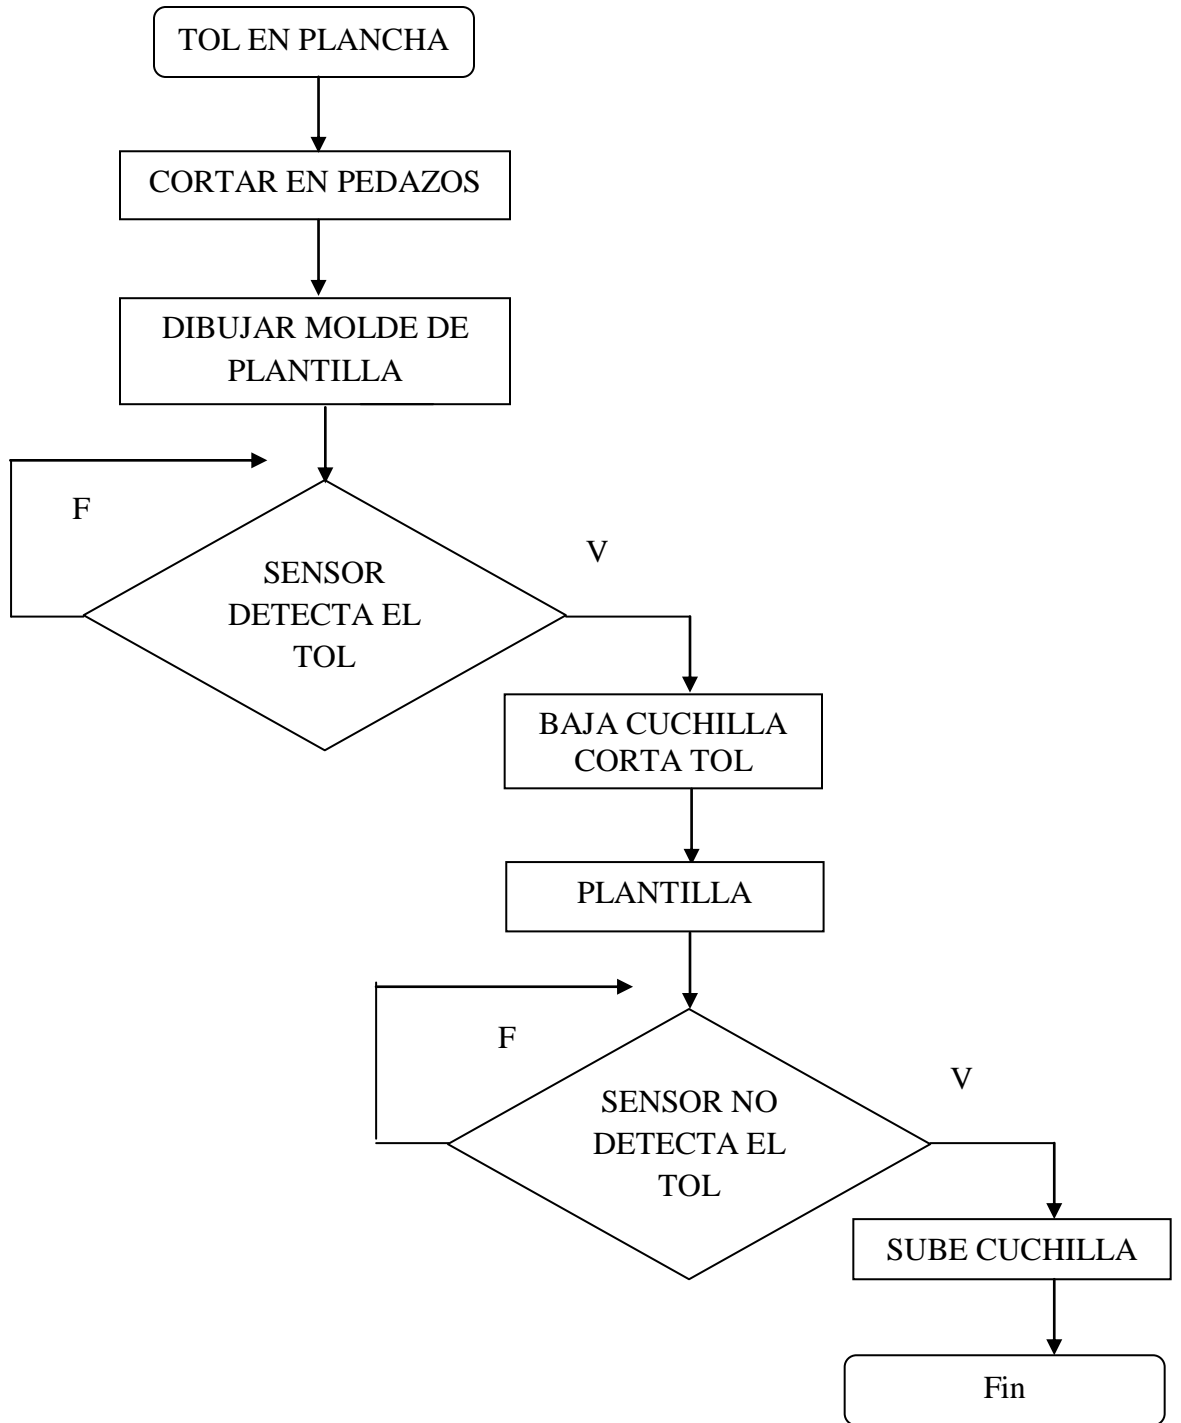 TOL EN PLANCHA
CORTAR EN PEDAZOS
DIBUJAR MOLDE DE
PLANTILLA
F
V
SENSOR
DETECTA EL
TOL
BAJA CUCHILLA
CORTA TOL
PLANTILLA
F
V
SENSOR NO
DETECTA EL
TOL
SUBE CUCHILLA
Fin